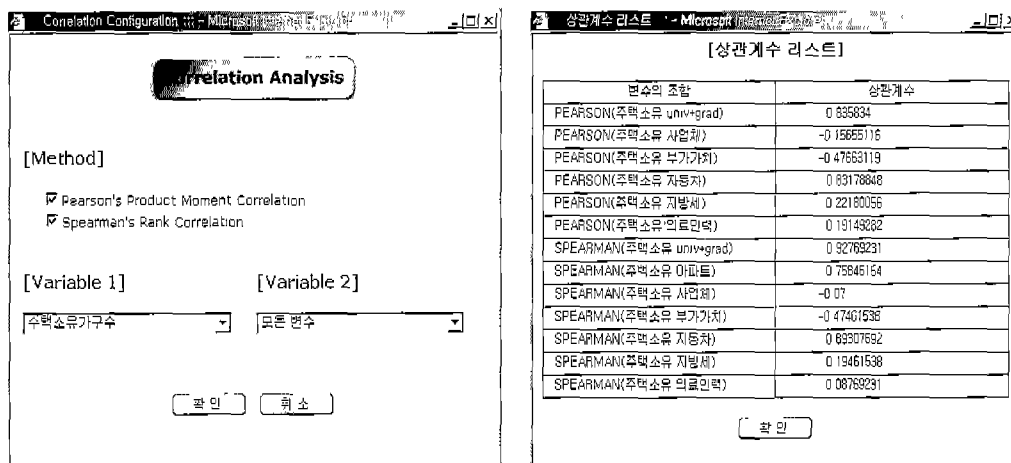 Correlation Configuration - Microsoft
Correlation Analysis
[Method]
Pearson's Product Moment Correlation
Spearman's Rank Correlation
[Variable 1] [Variable 2]
주택소유가구수 모든 변수
확 인 취 소
상관계수 리스트 - Microsoft
[상관계수 리스트]
변수의 조합 상관계수
PEARSON(주택소유 univ+grad) 0 835834
PEARSON(주택소유 사업체) -0 15655116
PEARSON(주택소유 부가가치) -0 47663119
PEARSON(주택소유 자동차) 0 83178848
PEARSON(주택소유 지방세) 0 22180056
PEARSON(주택소유 의료인력) 0 19149282
SPEARMAN(주택소유 univ+grad) 0 92769231
SPEARMAN(주택소유 아파트) 0 75846154
SPEARMAN(주택소유 사업체) -0 07
SPEARMAN(주택소유 부가가치) -0 47461538
SPEARMAN(주택소유 자동차) 0 89307692
SPEARMAN(주택소유 지방세) 0 19461538
SPEARMAN(주택소유 의료인력) 0 08769231
확 인